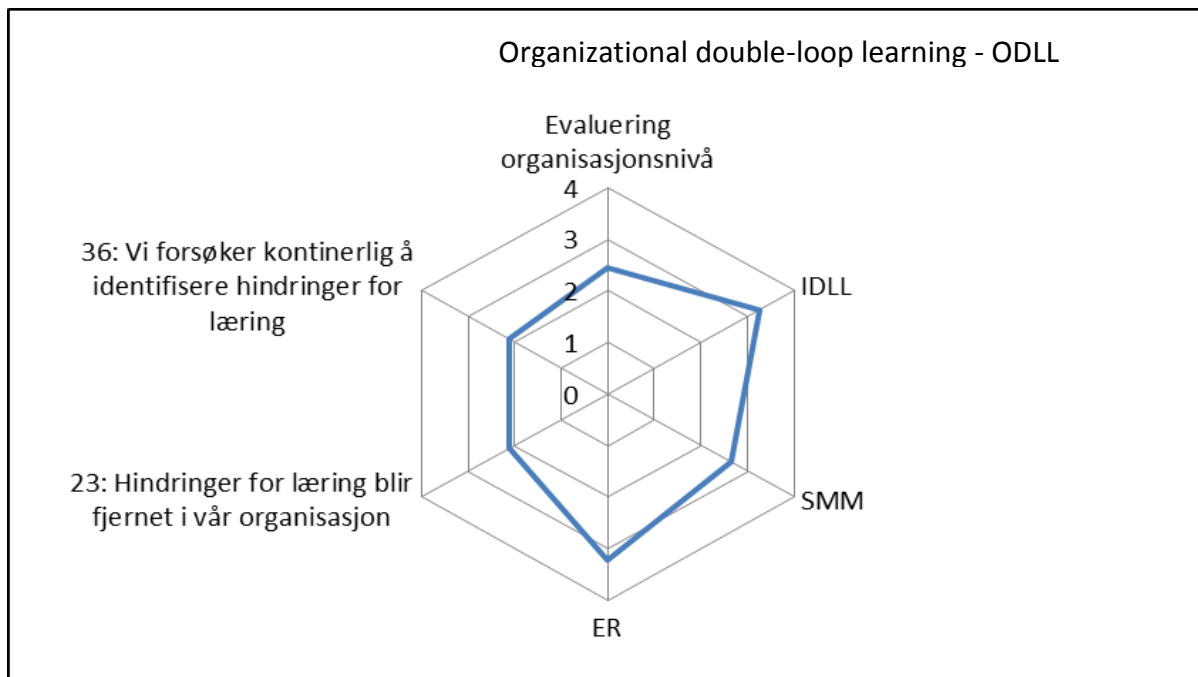 Organizational double-loop learning - ODLL
Evaluering
organisasjonsnivå
4
3
2
1
0
36: Vi forsøker kontinerlig å
identifisere hindringer for
læring
IDLL
23: Hindringer for læring blir
fjernet i vår organisasjon
SMM
ER